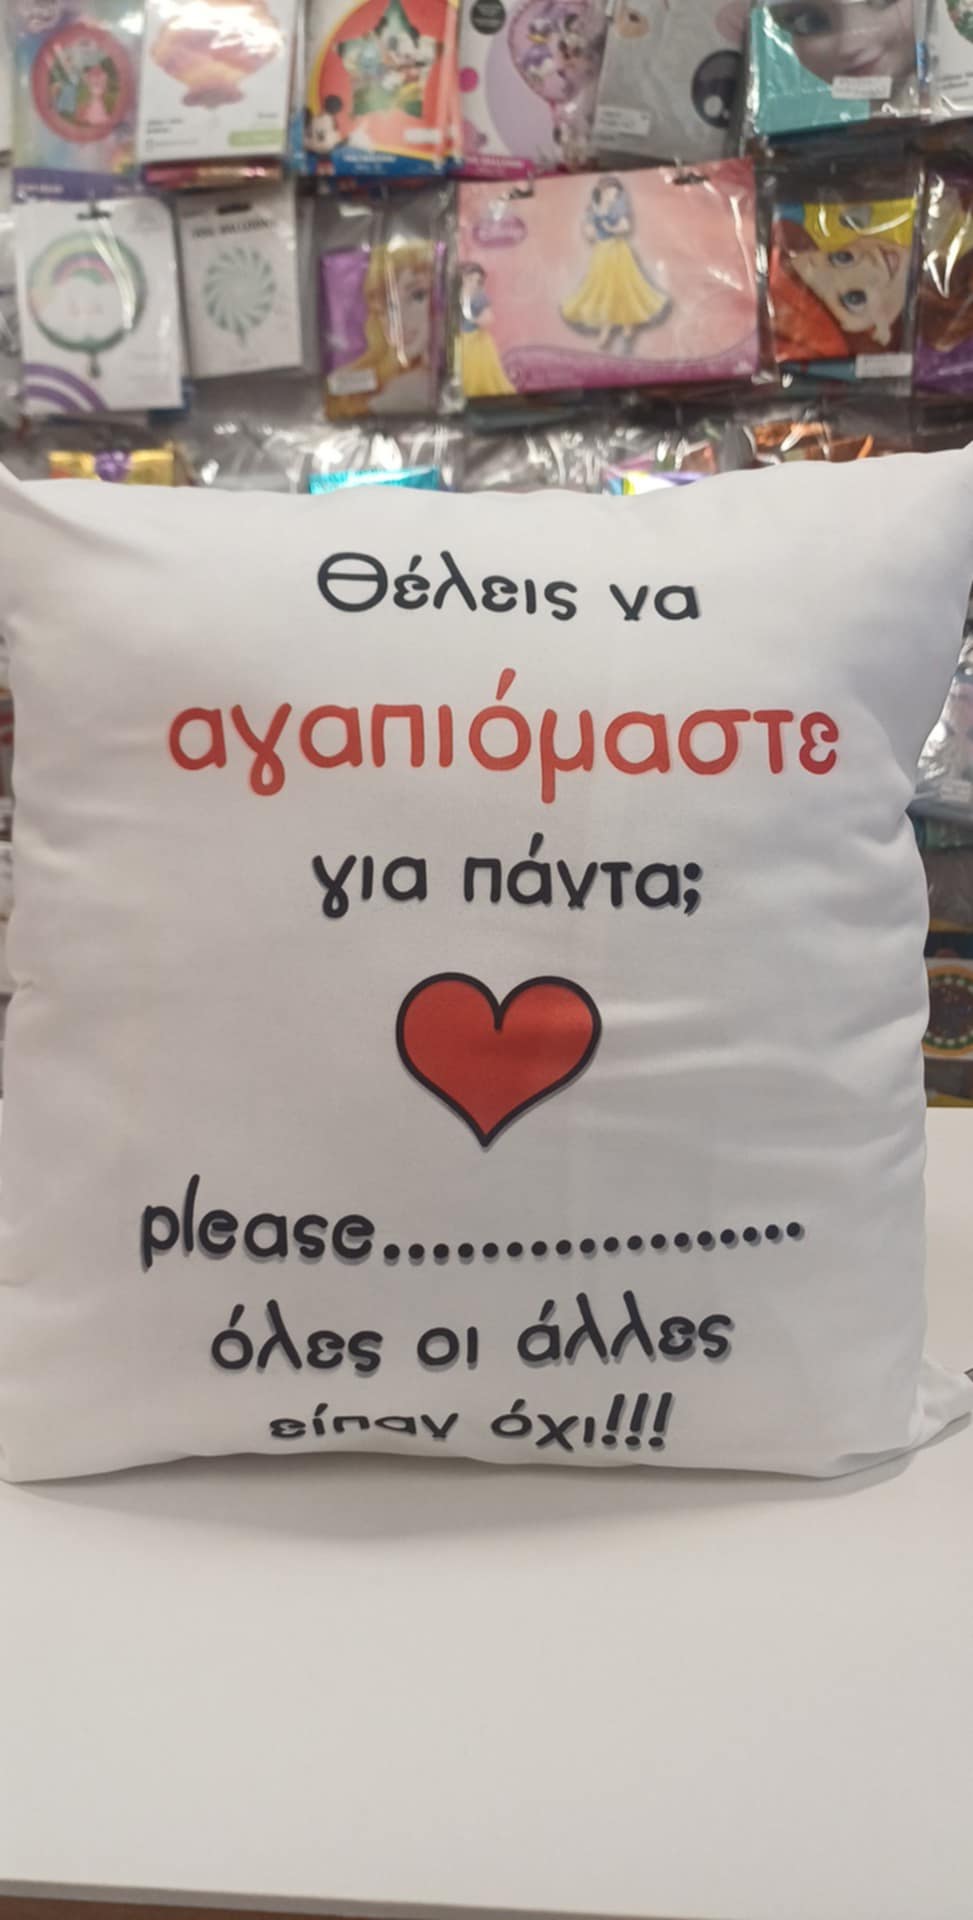 Θέλεις να
αγαπιόμαστε
για πάντα;
please..................
όλες οι άλλες
είπαν όχι!!!